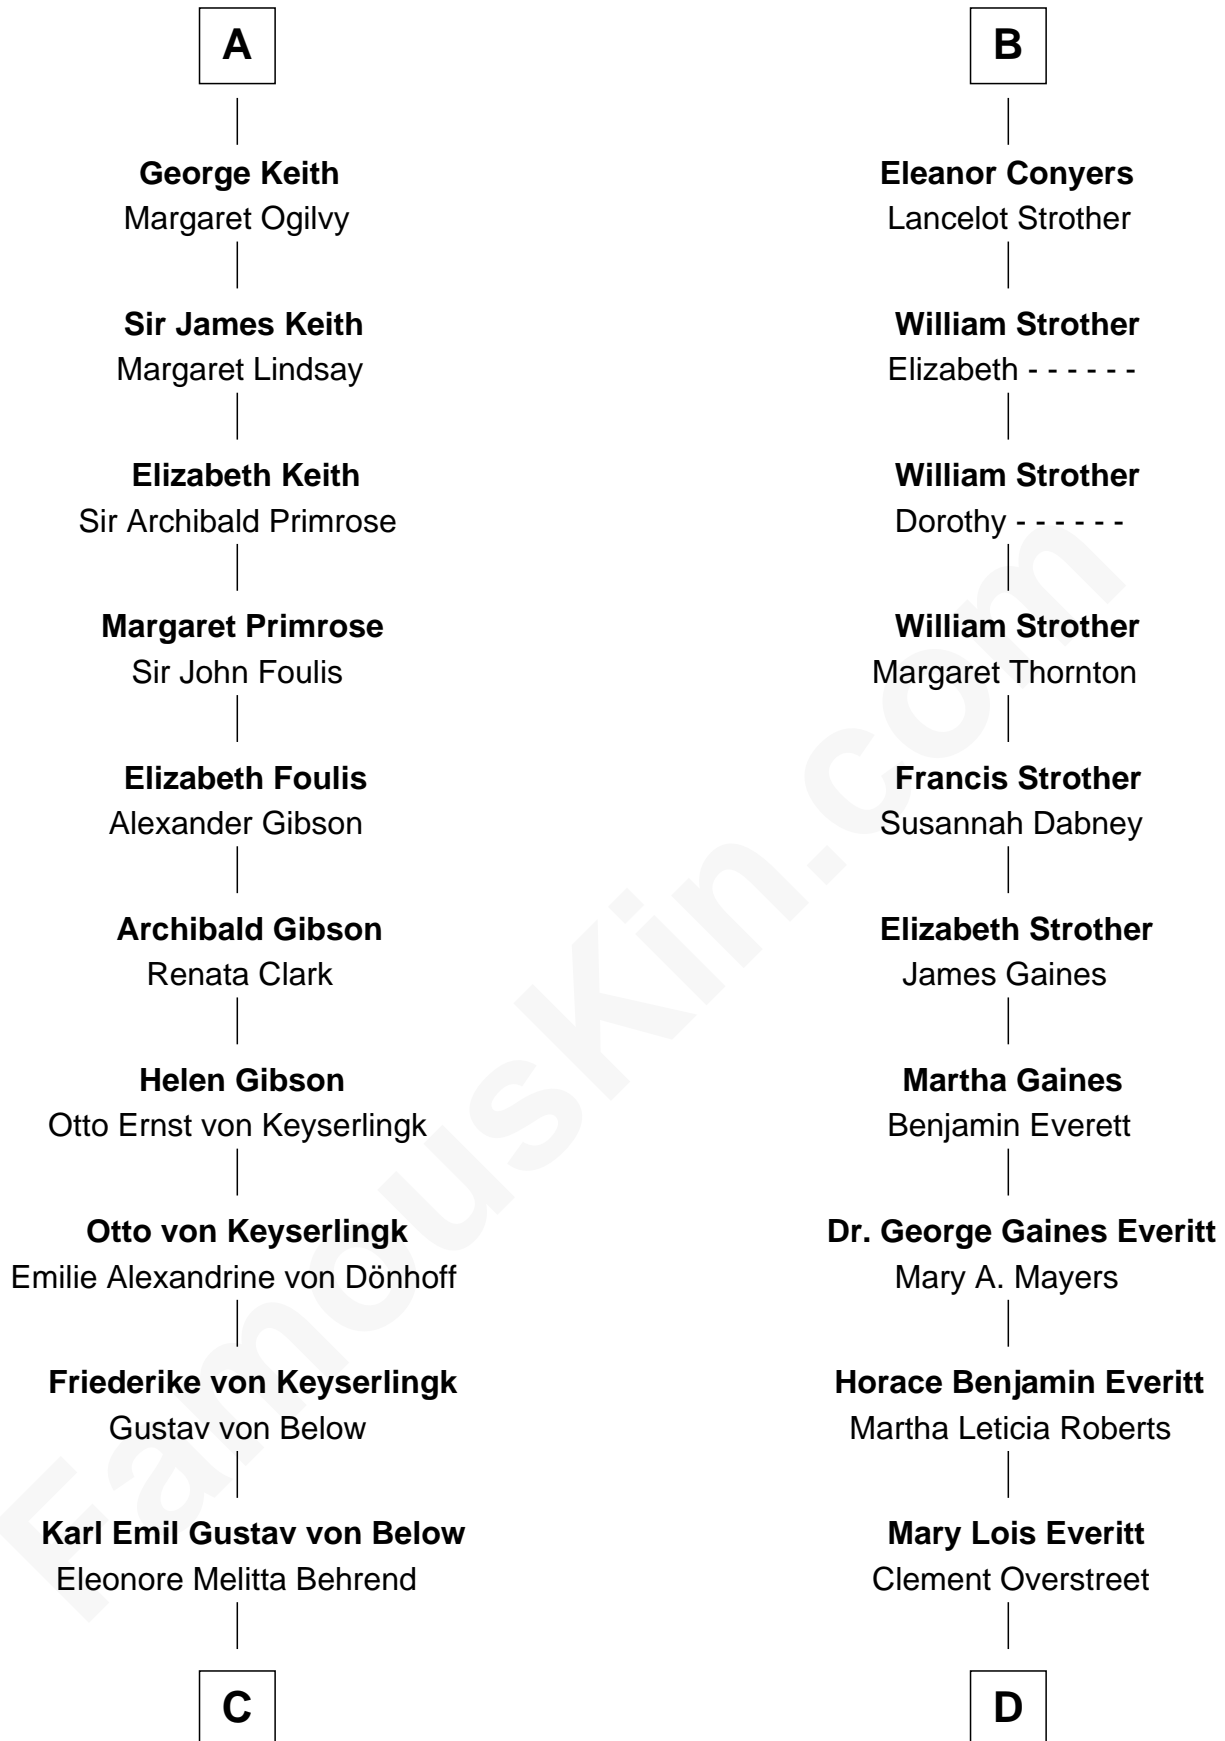 A
George Keith
Margaret Ogilvy
Sir James Keith
Margaret Lindsay
Elizabeth Keith
Sir Archibald Primrose
Margaret Primrose
Sir John Foulis
Elizabeth Foulis
Alexander Gibson
Archibald Gibson
Renata Clark
Helen Gibson
Otto Ernst von Keyserlingk
Otto von Keyserlingk
Emilie Alexandrine von Dönhoff
Friederike von Keyserlingk
Gustav von Below
Karl Emil Gustav von Below
Eleonore Melitta Behrend
C
B
Eleanor Conyers
Lancelot Strother
William Strother
Elizabeth - - - - - -
William Strother
Dorothy - - - - - -
William Strother
Margaret Thornton
Francis Strother
Susannah Dabney
Elizabeth Strother
James Gaines
Martha Gaines
Benjamin Everett
Dr. George Gaines Everitt
Mary A. Mayers
Horace Benjamin Everitt
Martha Leticia Roberts
Mary Lois Everitt
Clement Overstreet
D
FamousKin.com